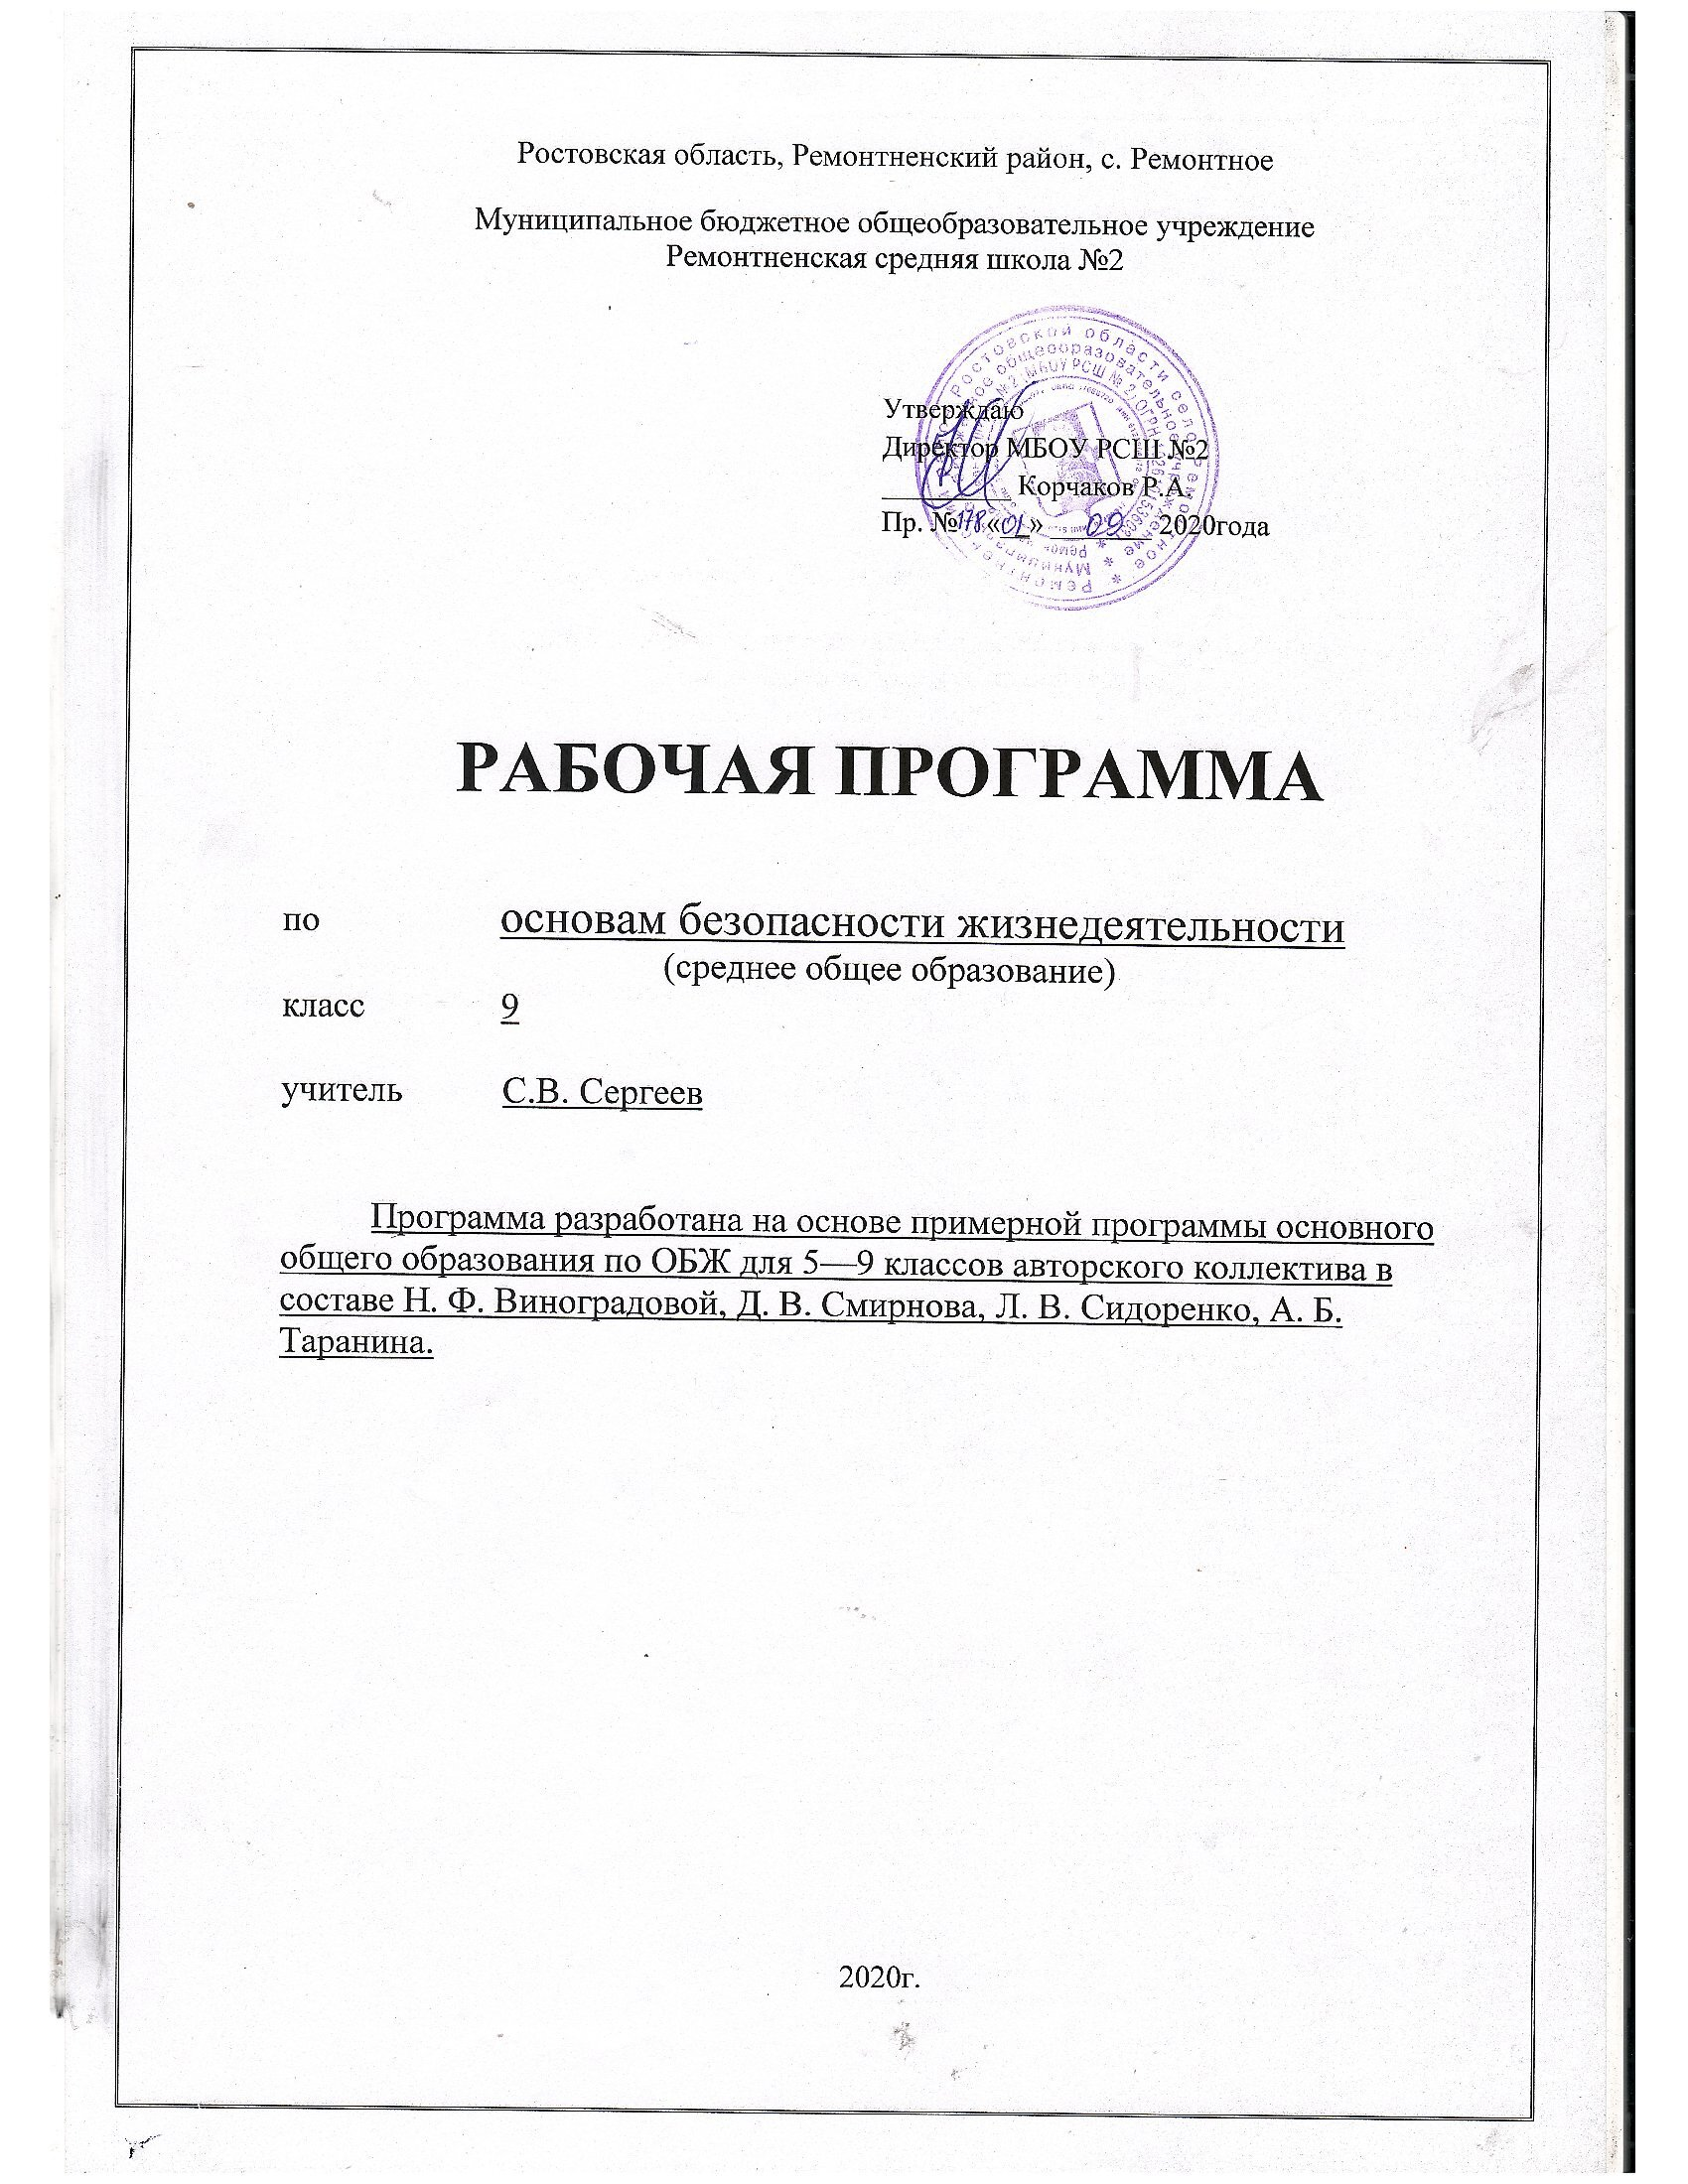 Ростовская область, Ремонтненский район, с. Ремонтное
Муниципальное бюджетное общеобразовательное учреждение
Ремонтненская средняя школа №2
Утверждаю
Директор МБОУ РСШ №2
Корчаков Р.А.
Пр. №178 «01» 09 2020года
РАБОЧАЯ ПРОГРАММА
по основам безопасности жизнедеятельности
(среднее общее образование)
класс 9
учитель С.В. Сергеев
Программа разработана на основе примерной программы основного
общего образования по ОБЖ для 5—9 классов авторского коллектива в
составе Н. Ф. Виноградовой, Д. В. Смирнова, Л. В. Сидоренко, А. Б.
Таранина.
2020г.